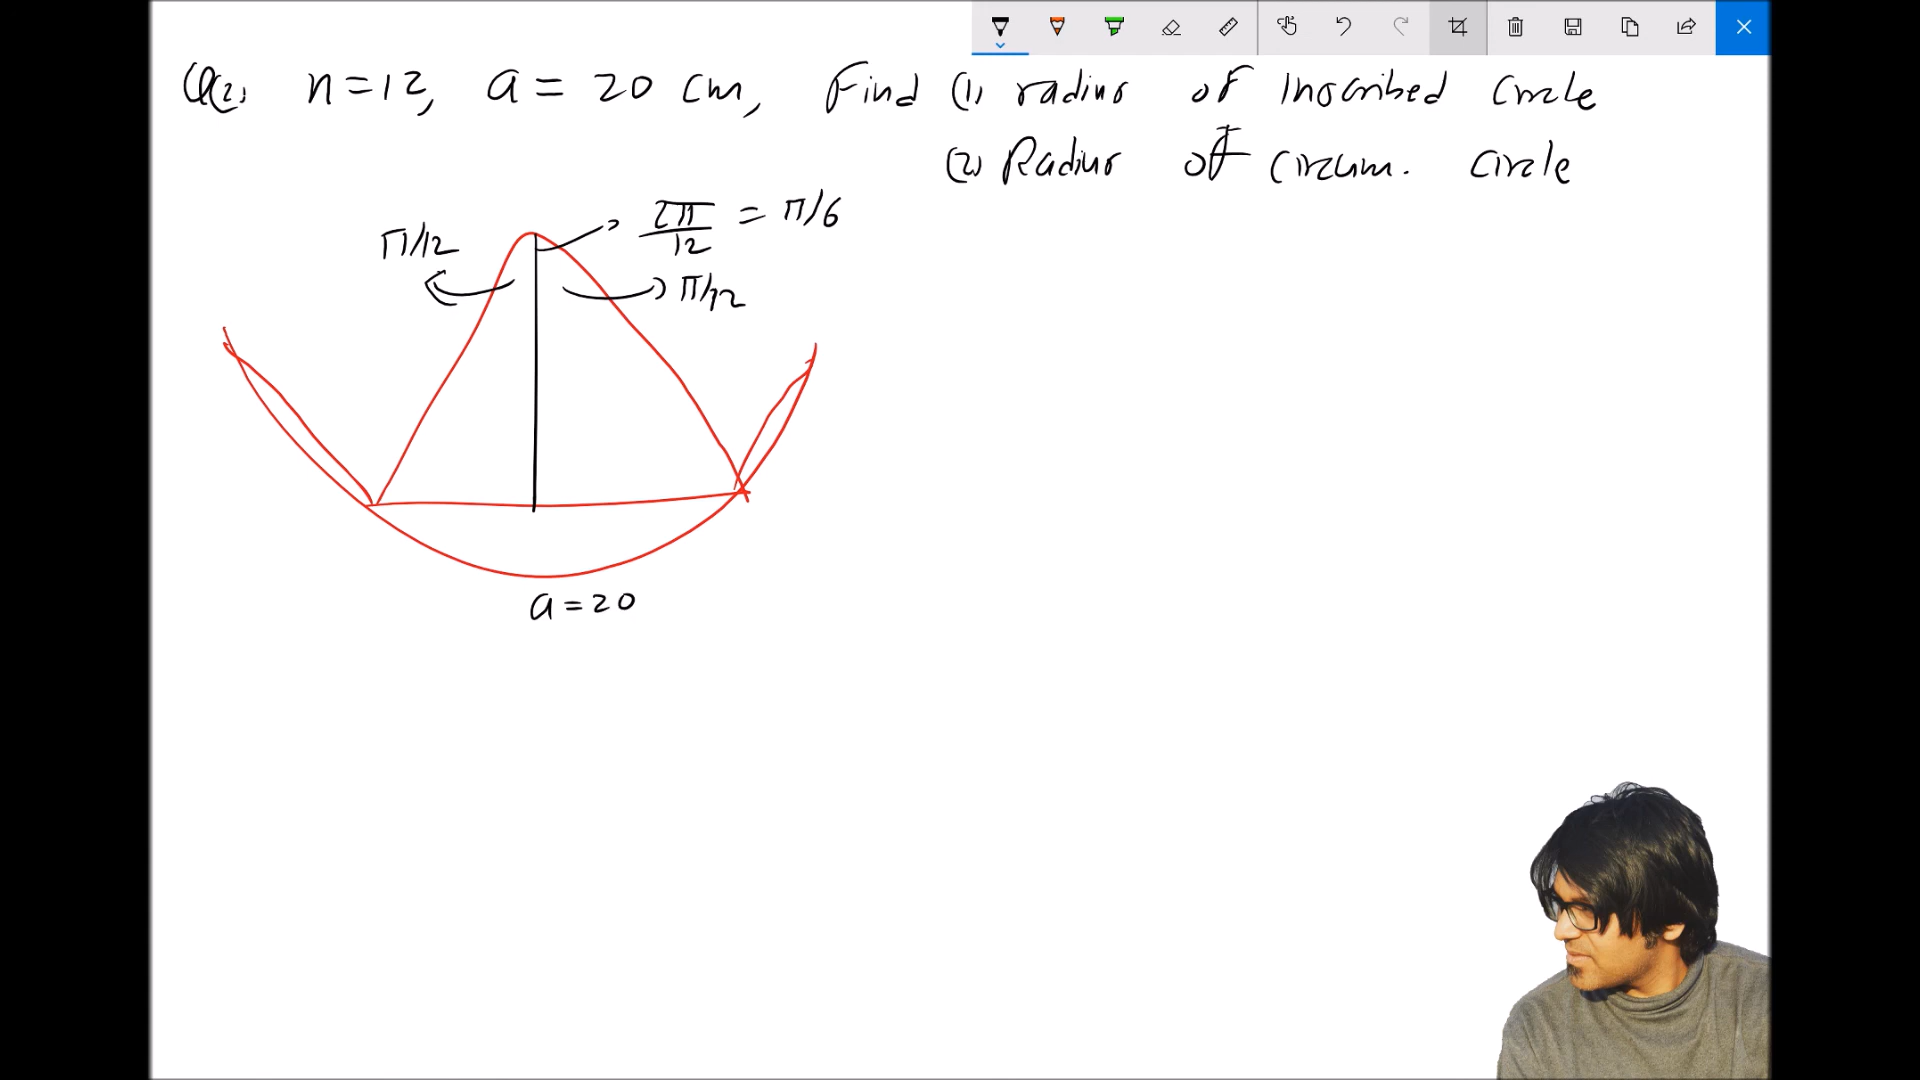 Q2. n=12, a = 20 cm, Find (1) radius of Inscribed Circle
(2) Radius of Circum. Circle
π/12
2π/12 = π/6
π/12
a = 20